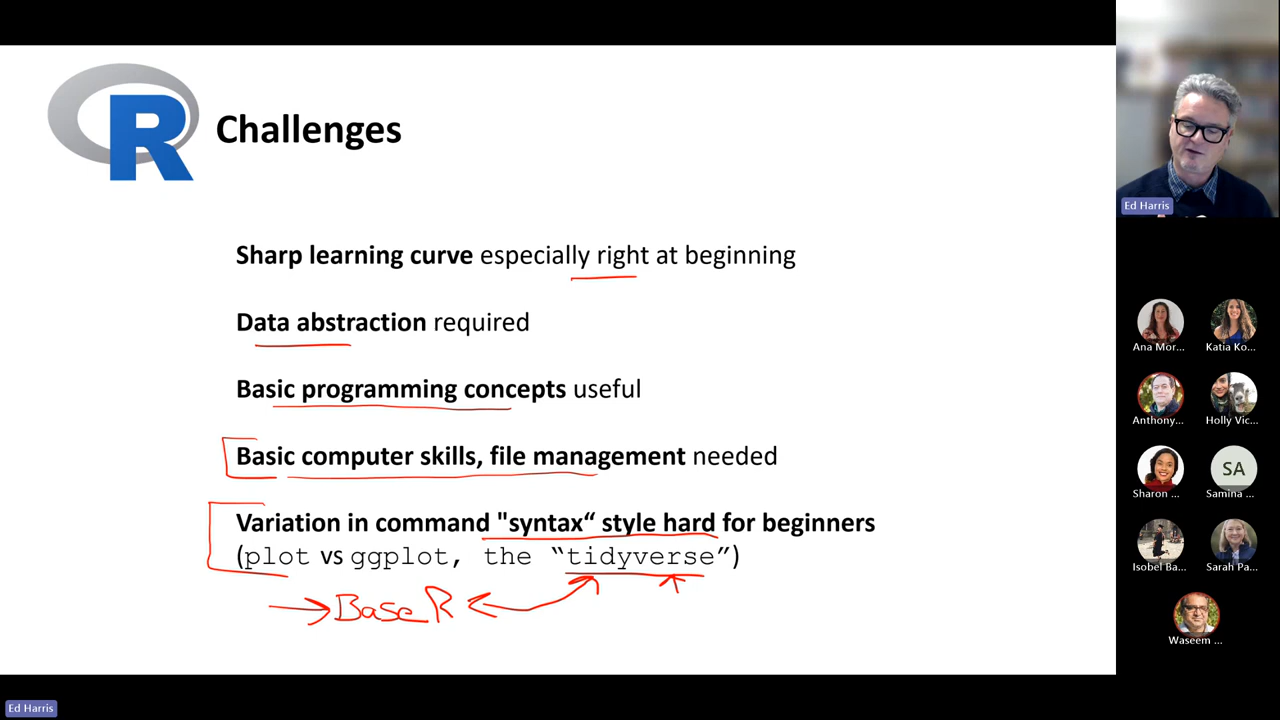 R
Challenges
Sharp learning curve especially right at beginning
Data abstraction required
Basic programming concepts useful
Basic computer skills, file management needed
Variation in command "syntax“ style hard for beginners
(plot vs ggplot, the “tidyverse”)
Base R
Ed Harris
Ana Mor...
Katia Ko...
Anthony...
Holly Vic...
SA
Sharon ...
Samina ...
Isobel Ba...
Sarah Pa...
Waseem ...
Ed Harris